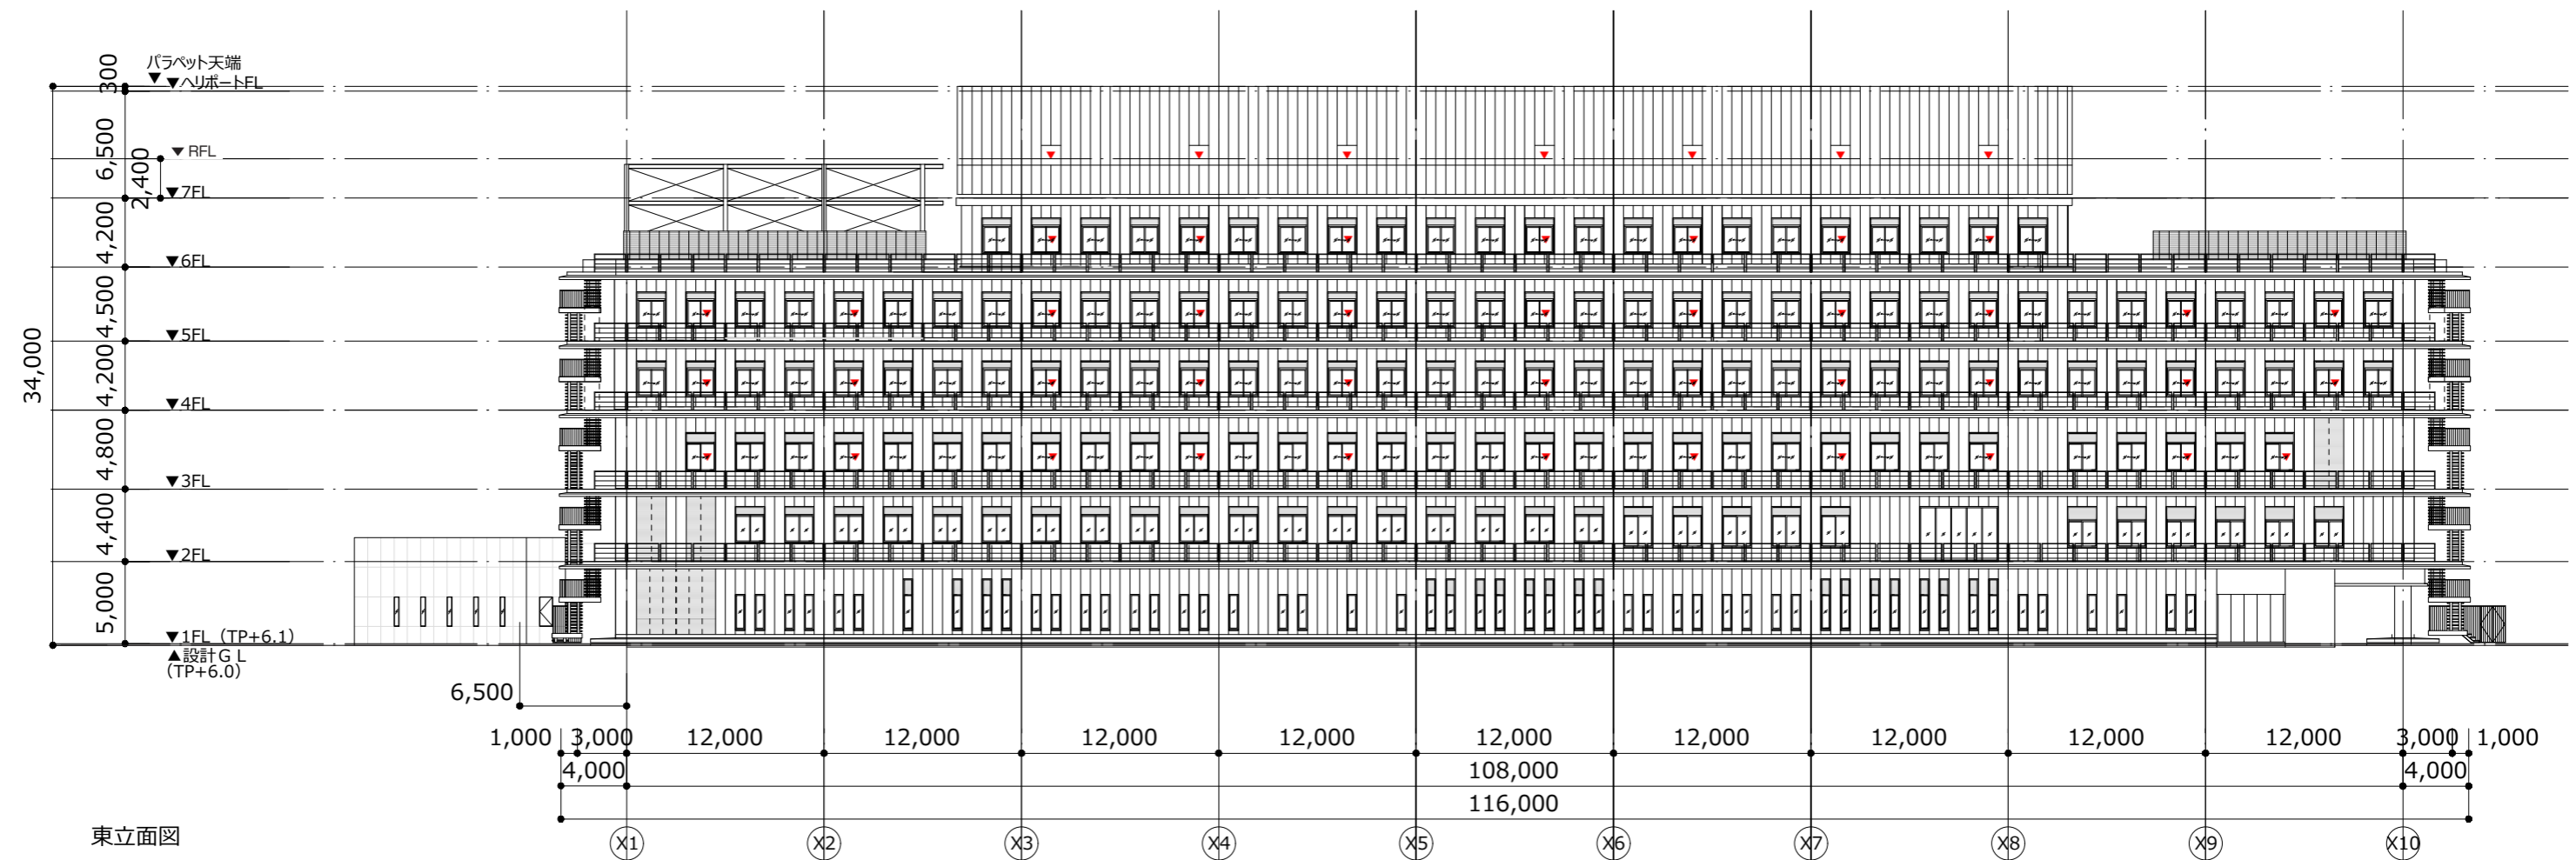 パラペット天端
▼ ▼ヘリポートFL
300
6,500
▼ RFL
2,400
▼7FL
4,200
▼6FL
4,500
▼5FL
34,000
4,200
▼4FL
4,800
▼3FL
4,400
▼2FL
5,000
▼1FL（TP+6.1）
▲設計ＧＬ
(TP+6.0)
6,500
1,000 3,000 12,000 12,000 12,000 12,000 12,000 12,000 12,000 12,000 12,000 3,000 1,000
4,000 108,000 4,000
116,000
東立面図
X1 X2 X3 X4 X5 X6 X7 X8 X9 X10